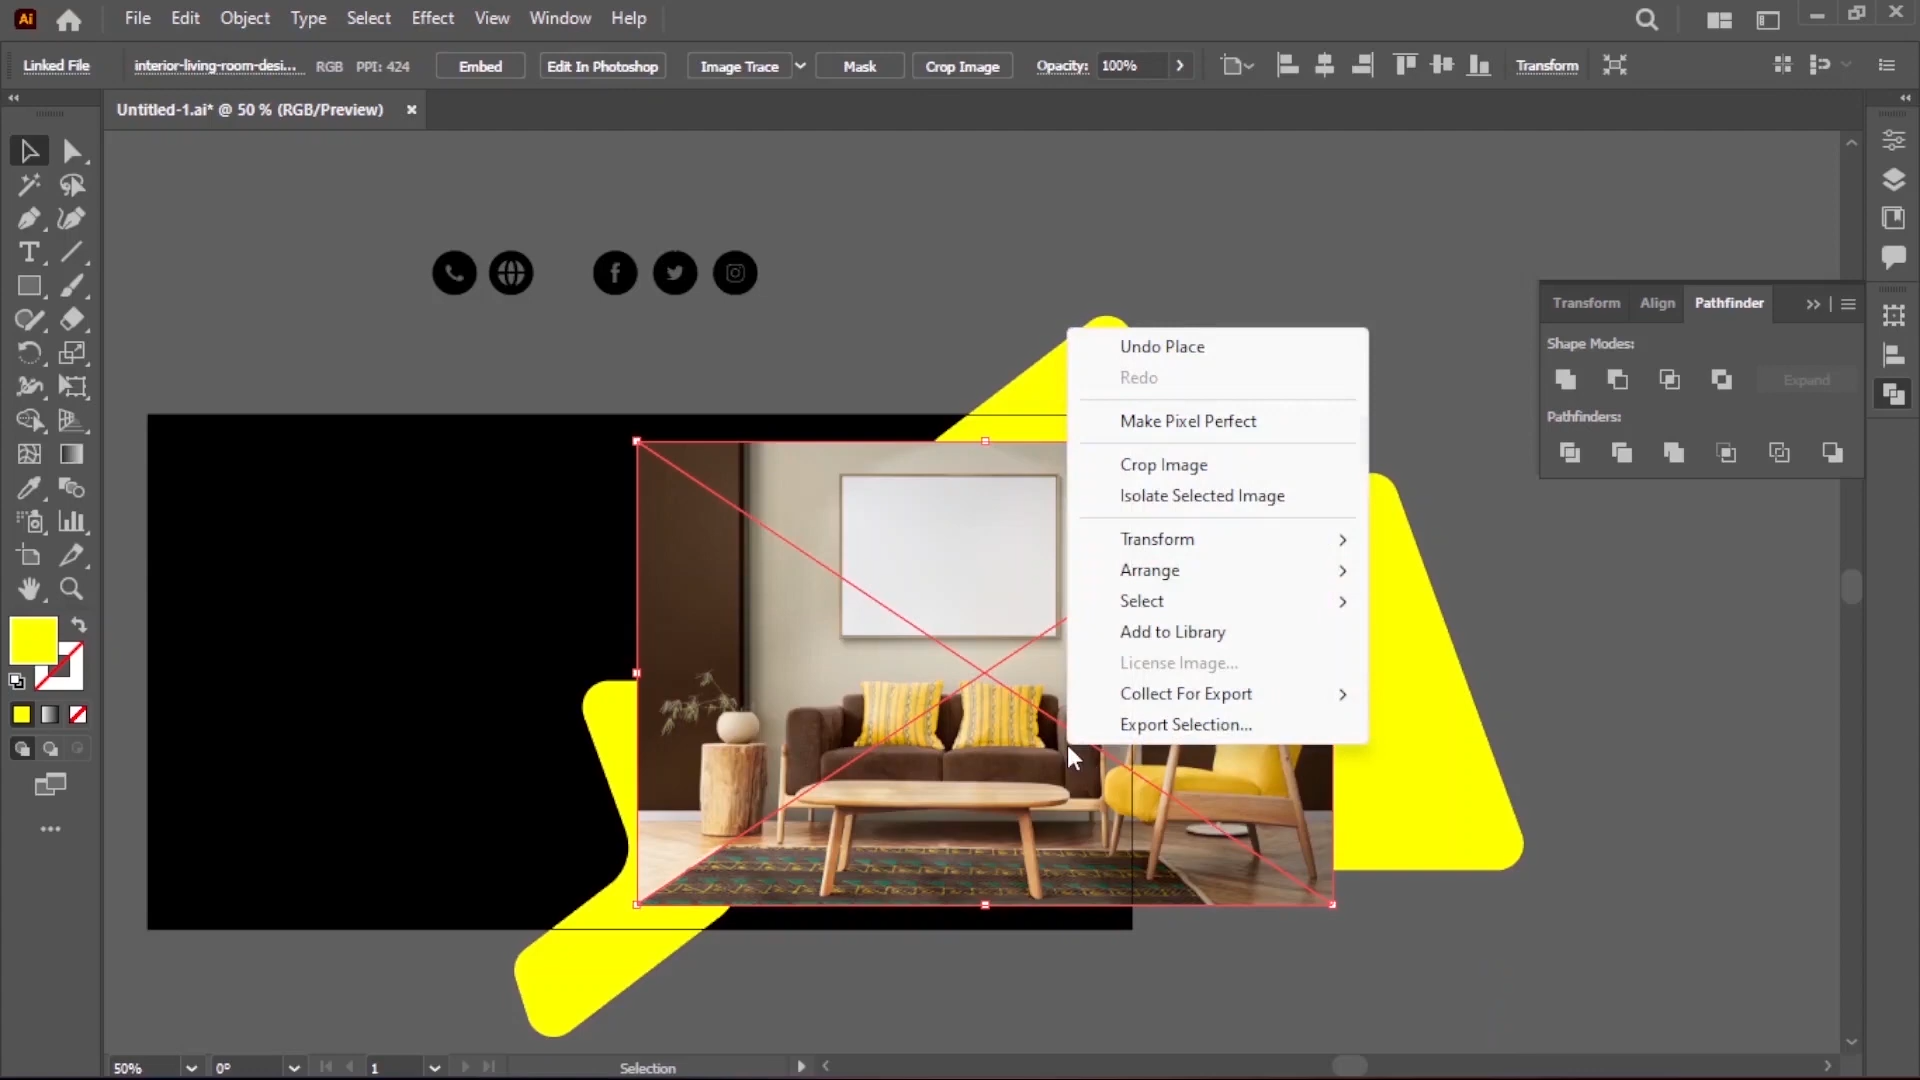 Ai File Edit Object Type Select Effect View Window Help
Linked File interior-living-room-desi... RGB PPI: 424 Embed Edit In Photoshop Image Trace Mask Crop Image Opacity: 100% Transform
Untitled-1.ai* @ 50 % (RGB/Preview)
Undo Place
Redo
Make Pixel Perfect
Crop Image
Isolate Selected Image
Transform
Arrange
Select
Add to Library
License Image...
Collect For Export
Export Selection...
Transform Align Pathfinder
Shape Modes:
Expand
Pathfinders:
50% 0° 1 Selection